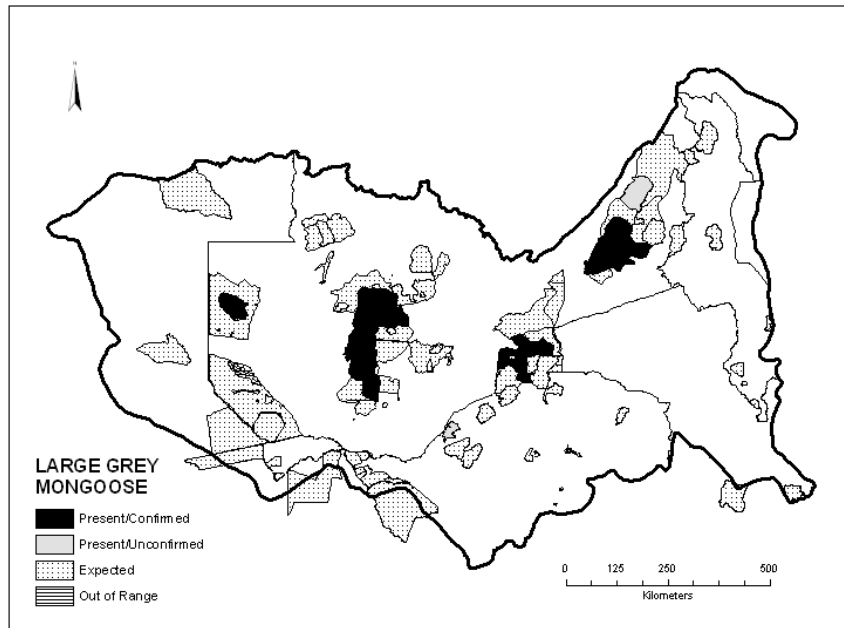 N
LARGE GREY
MONGOOSE
Present/Confirmed
Present/Unconfirmed
Expected
Out of Range
0 125 250 500
Kilometers